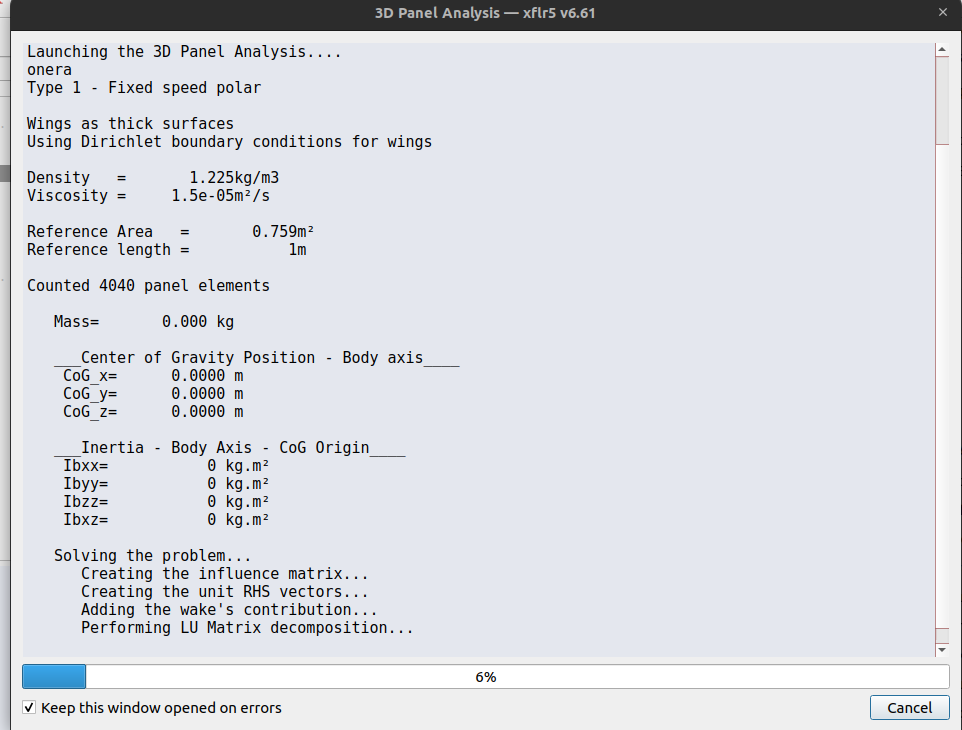 3D Panel Analysis — xflr5 v6.61
Launching the 3D Panel Analysis....
onera
Type 1 - Fixed speed polar
Wings as thick surfaces
Using Dirichlet boundary conditions for wings
Density   =       1.225kg/m3
Viscosity =     1.5e-05m²/s
Reference Area   =       0.759m²
Reference length =           1m
Counted 4040 panel elements
Mass=       0.000 kg
___Center of Gravity Position - Body axis____
CoG_x=      0.0000 m
CoG_y=      0.0000 m
CoG_z=      0.0000 m
___Inertia - Body Axis - CoG Origin____
Ibxx=           0 kg.m²
Ibyy=           0 kg.m²
Ibzz=           0 kg.m²
Ibxz=           0 kg.m²
Solving the problem...
Creating the influence matrix...
Creating the unit RHS vectors...
Adding the wake's contribution...
Performing LU Matrix decomposition...
6%
Keep this window opened on errors
Cancel